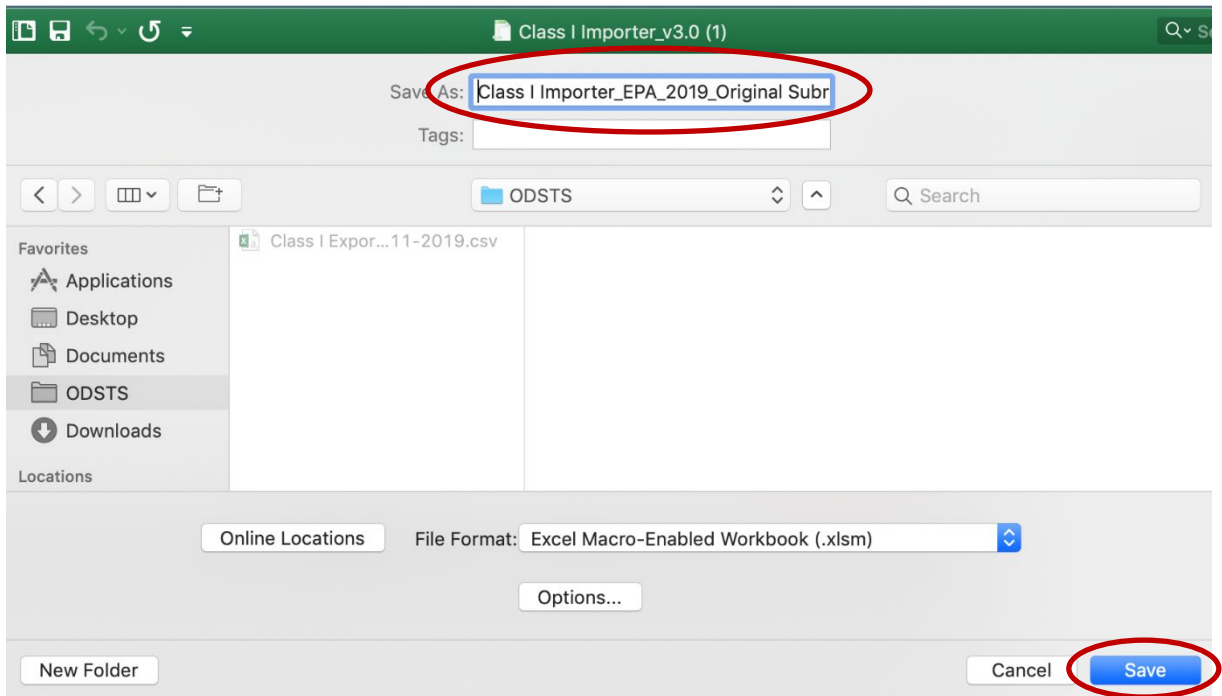 Class I Importer_v3.0 (1)
Save As: Class I Importer_EPA_2019_Original Subr
Tags:
ODSTS
Search
Favorites
Class I Expor...11-2019.csv
Applications
Desktop
Documents
ODSTS
Downloads
Locations
Online Locations
File Format: Excel Macro-Enabled Workbook (.xlsm)
Options...
New Folder
Cancel
Save